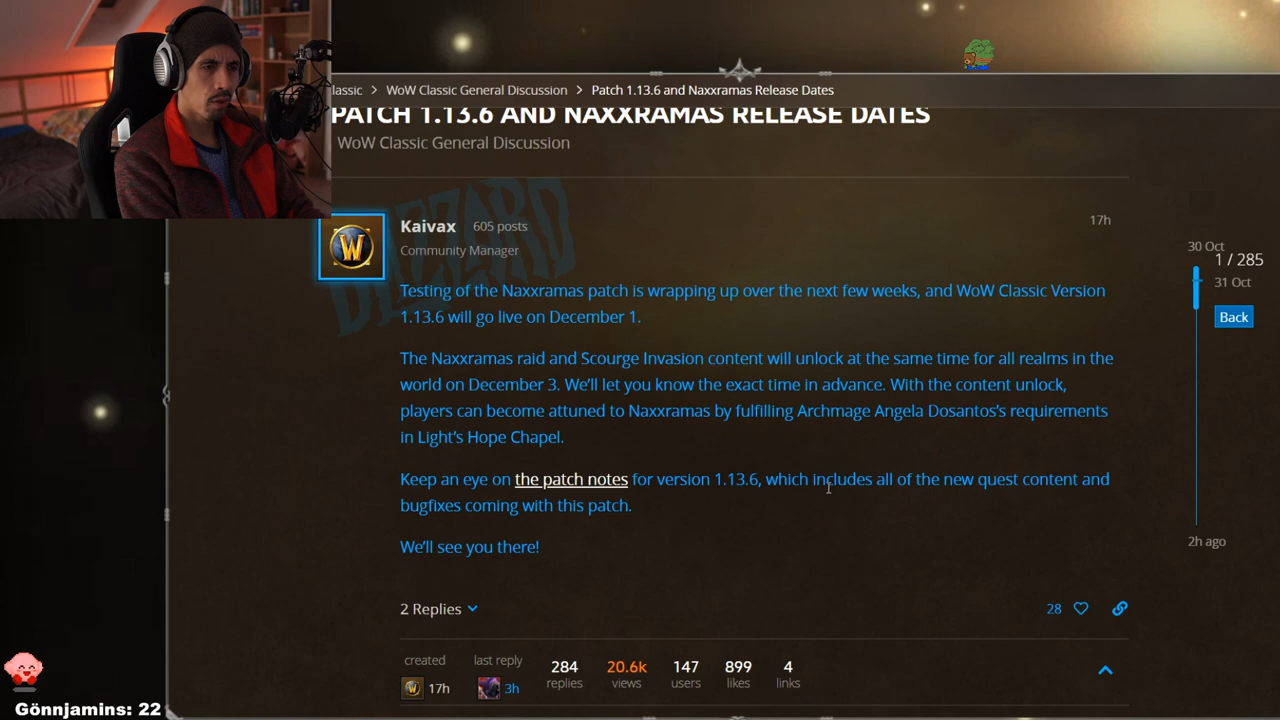 lassic > WoW Classic General Discussion > Patch 1.13.6 and Naxxramas Release Dates
PATCH 1.13.6 AND NAXXRAMAS RELEASE DATES
WoW Classic General Discussion
BLIZZARD
W
Kaivax 605 posts
17h
Community Manager
30 Oct
1 / 285
31 Oct
Back
Testing of the Naxxramas patch is wrapping up over the next few weeks, and WoW Classic Version
1.13.6 will go live on December 1.
The Naxxramas raid and Scourge Invasion content will unlock at the same time for all realms in the
world on December 3. We'll let you know the exact time in advance. With the content unlock,
players can become attuned to Naxxramas by fulfilling Archmage Angela Dosantos's requirements
in Light's Hope Chapel.
Keep an eye on the patch notes for version 1.13.6, which includes all of the new quest content and
bugfixes coming with this patch.
2h ago
We'll see you there!
2 Replies
28
created
17h
last reply
3h
284
replies
20.6k
views
147
users
899
likes
4
links
Gönnjamins: 22